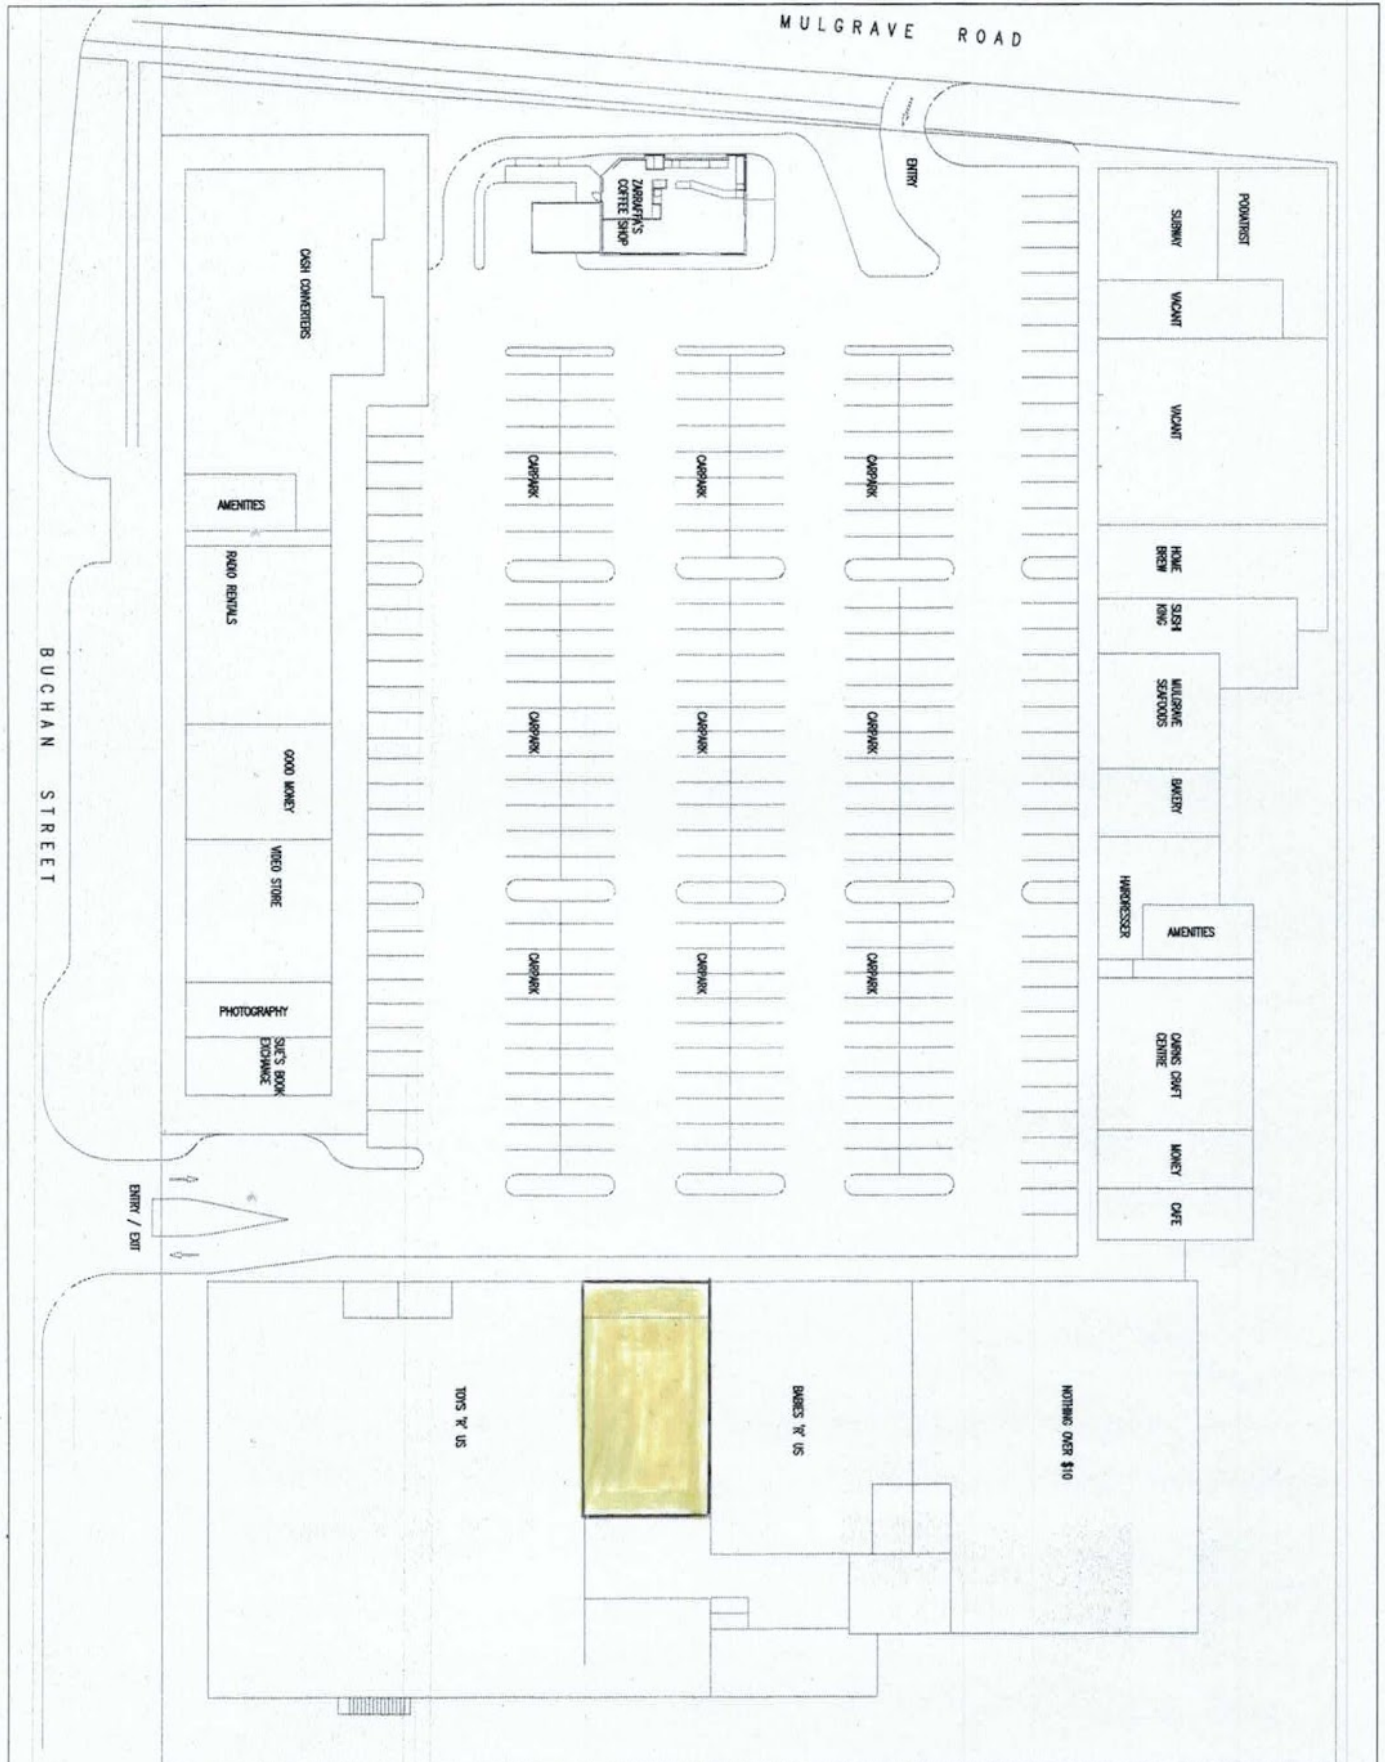 MULGRAVE ROAD
ENTRY
ZARRAFFA'S
COFFEE SHOP
PODIATRIST
SUBWAY
VACANT
VACANT
HOME
BREW
SUSHI
KING
MULGRAVE
SEAFOODS
BAKERY
HAIRDRESSER
AMENITIES
CAIRNS CRAFT
CENTRE
MONEY
CAFE
CASH CONVERTERS
AMENITIES
RADIO RENTALS
GOOD MONEY
VIDEO STORE
PHOTOGRAPHY
SUE'S BOOK
EXCHANGE
CARPARK
CARPARK
CARPARK
CARPARK
CARPARK
CARPARK
CARPARK
CARPARK
CARPARK
BUCHAN STREET
ENTRY / EXIT
TOYS 'R' US
BABIES 'R' US
NOTHING OVER $10